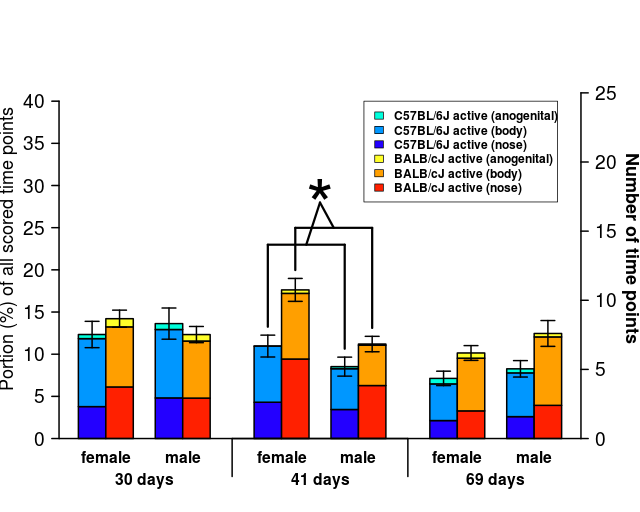 Portion (%) of all scored time points
40
35
30
25
20
15
10
5
0
C57BL/6J active (anogenital)
C57BL/6J active (body)
C57BL/6J active (nose)
BALB/cJ active (anogenital)
BALB/cJ active (body)
BALB/cJ active (nose)
*
25
20
15
10
5
0
Number of time points
female male female male female male
30 days 41 days 69 days